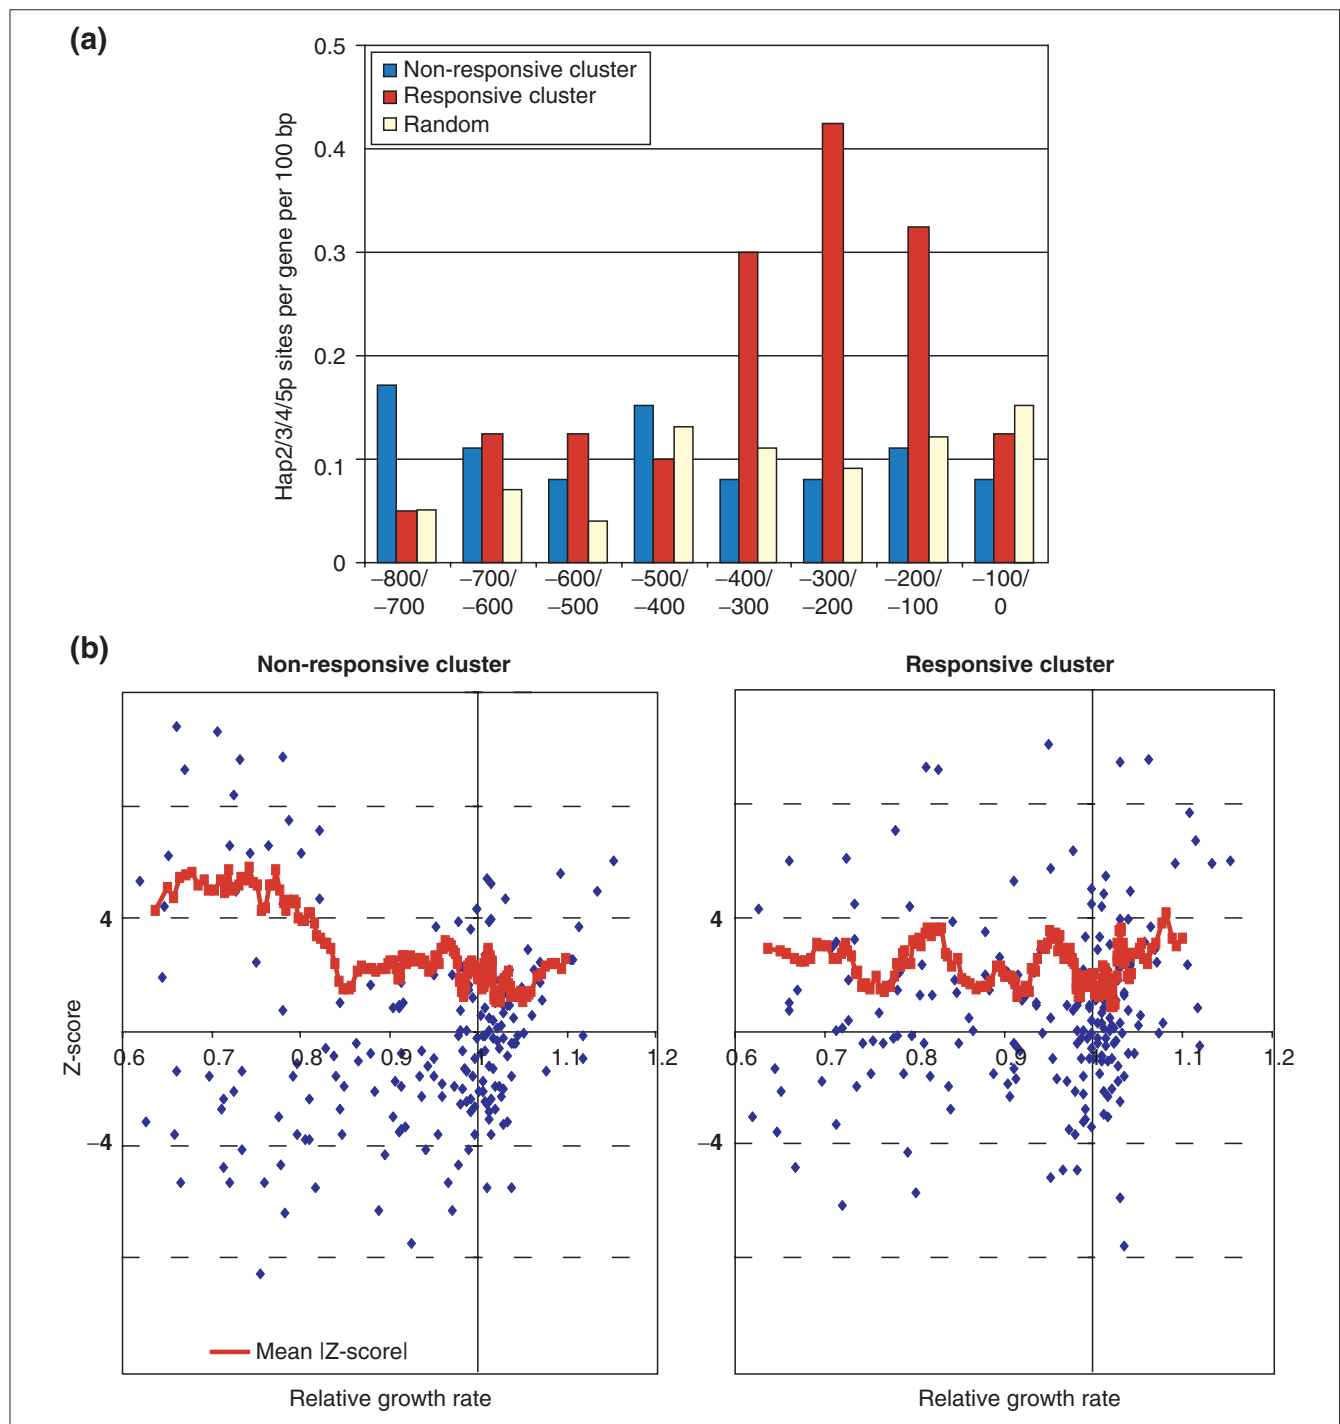 (a)
0.5
0.4
0.3
0.2
0.1
0
Hap2/3/4/5p sites per gene per 100 bp
Non-responsive cluster
Responsive cluster
Random
−800/ −700/ −600/ −500/ −400/ −300/ −200/ −100/
−700 −600 −500 −400 −300 −200 −100 0
(b)
Non-responsive cluster
4
−4
Z-score
0.6 0.7 0.8 0.9 1 1.1 1.2
Mean |Z-score|
Relative growth rate
Responsive cluster
4
−4
0.6 0.7 0.8 0.9 1 1.1 1.2
Relative growth rate